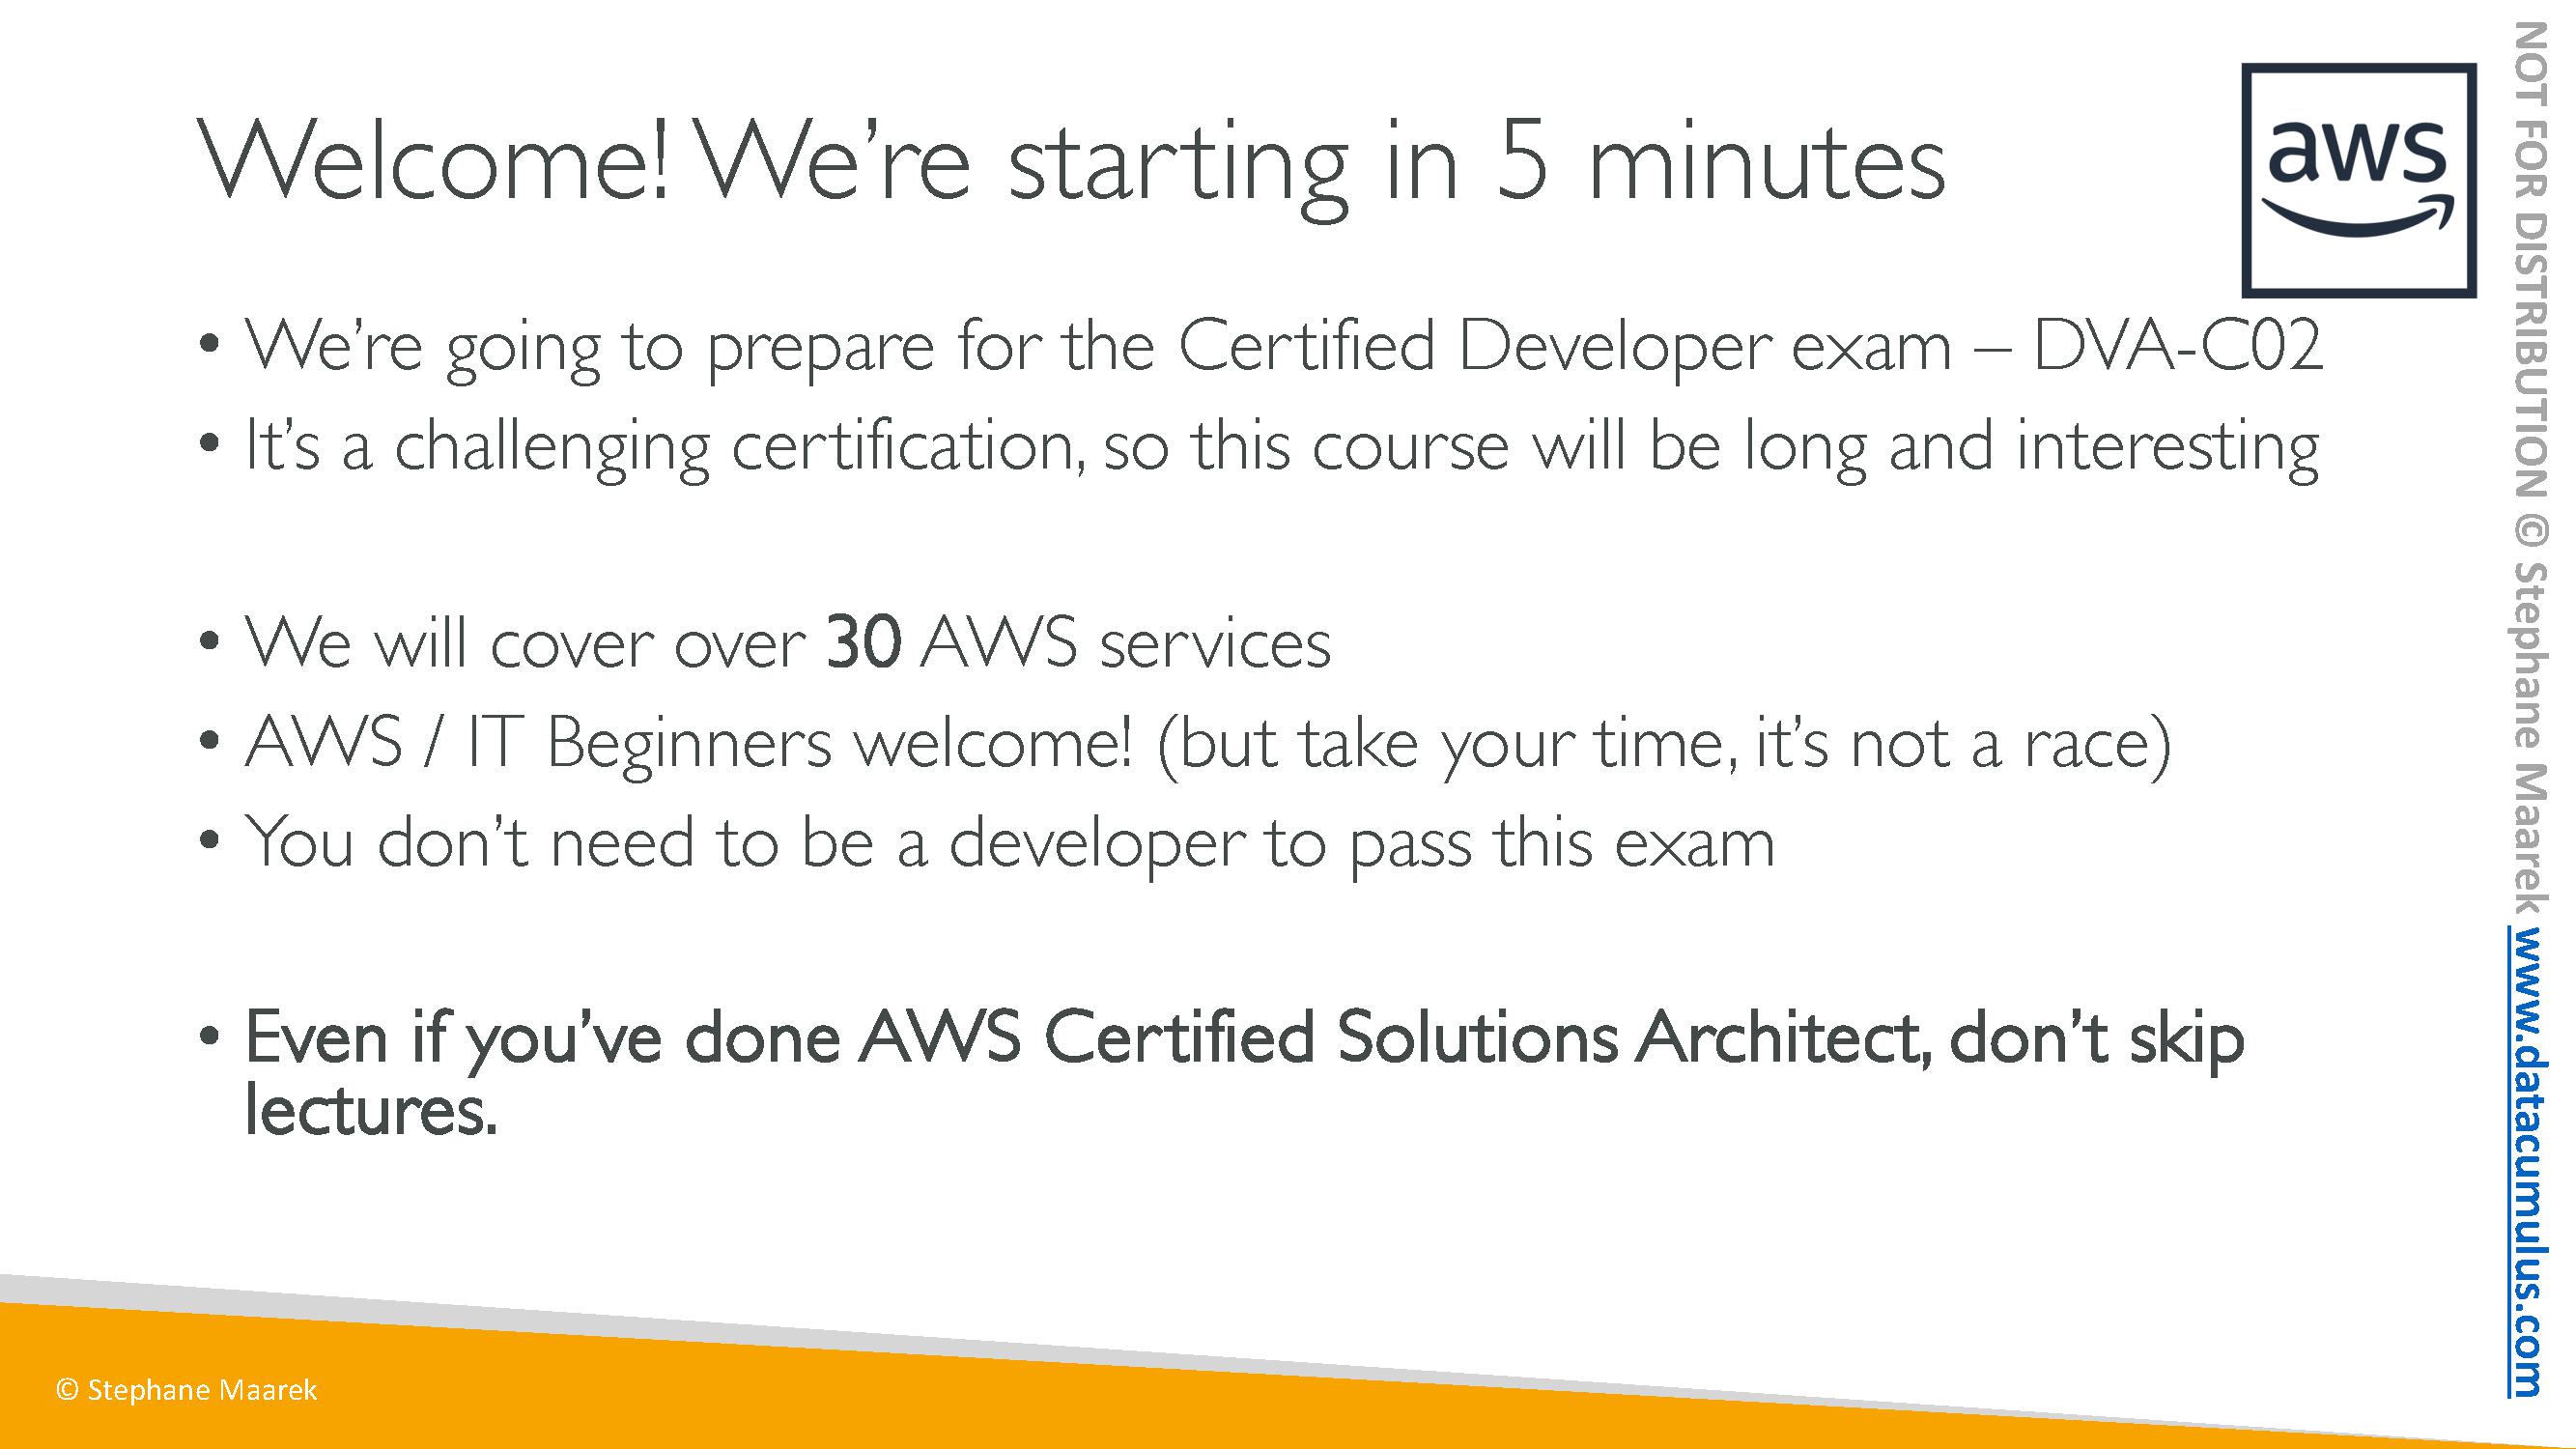 Welcome! We’re starting in 5 minutes
aws
• We’re going to prepare for the Certified Developer exam – DVA-C02
• It’s a challenging certification, so this course will be long and interesting
• We will cover over 30 AWS services
• AWS / IT Beginners welcome! (but take your time, it’s not a race)
• You don’t need to be a developer to pass this exam
• Even if you’ve done AWS Certified Solutions Architect, don’t skip
lectures.
© Stephane Maarek
NOT FOR DISTRIBUTION © Stephane Maarek www.datacumulus.com